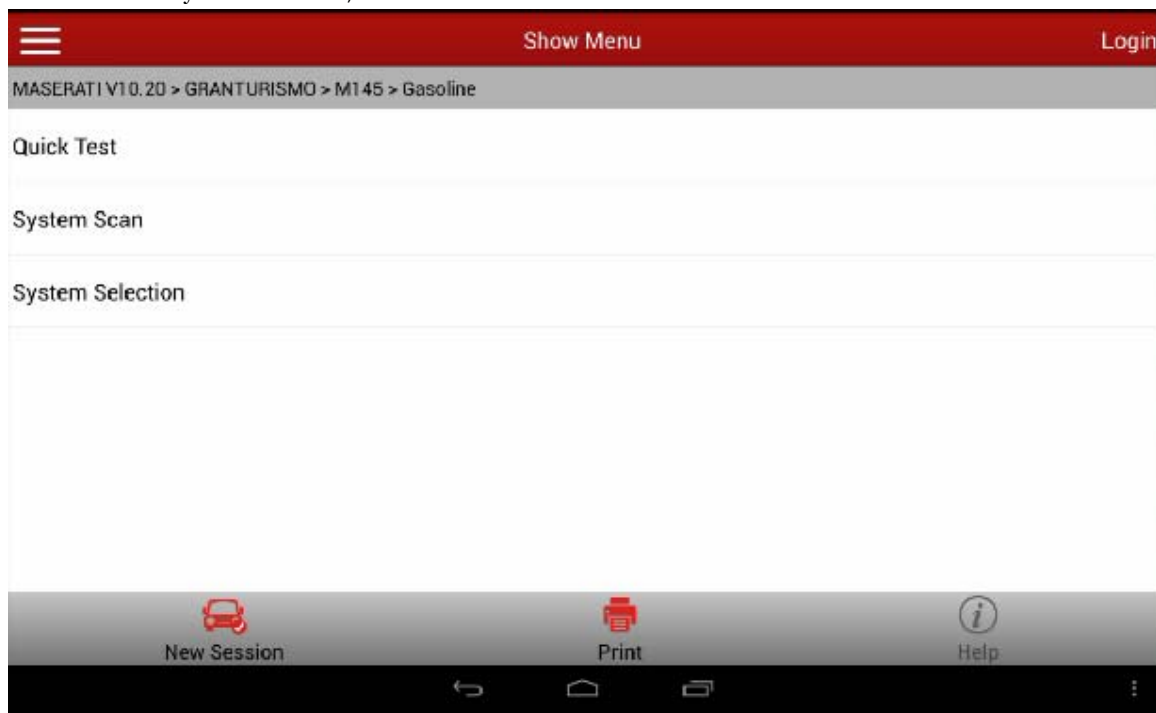 Show Menu
Login
MASERATI V10.20 > GRANTURISMO > M145 > Gasoline
Quick Test
System Scan
System Selection
New Session
Print
Help